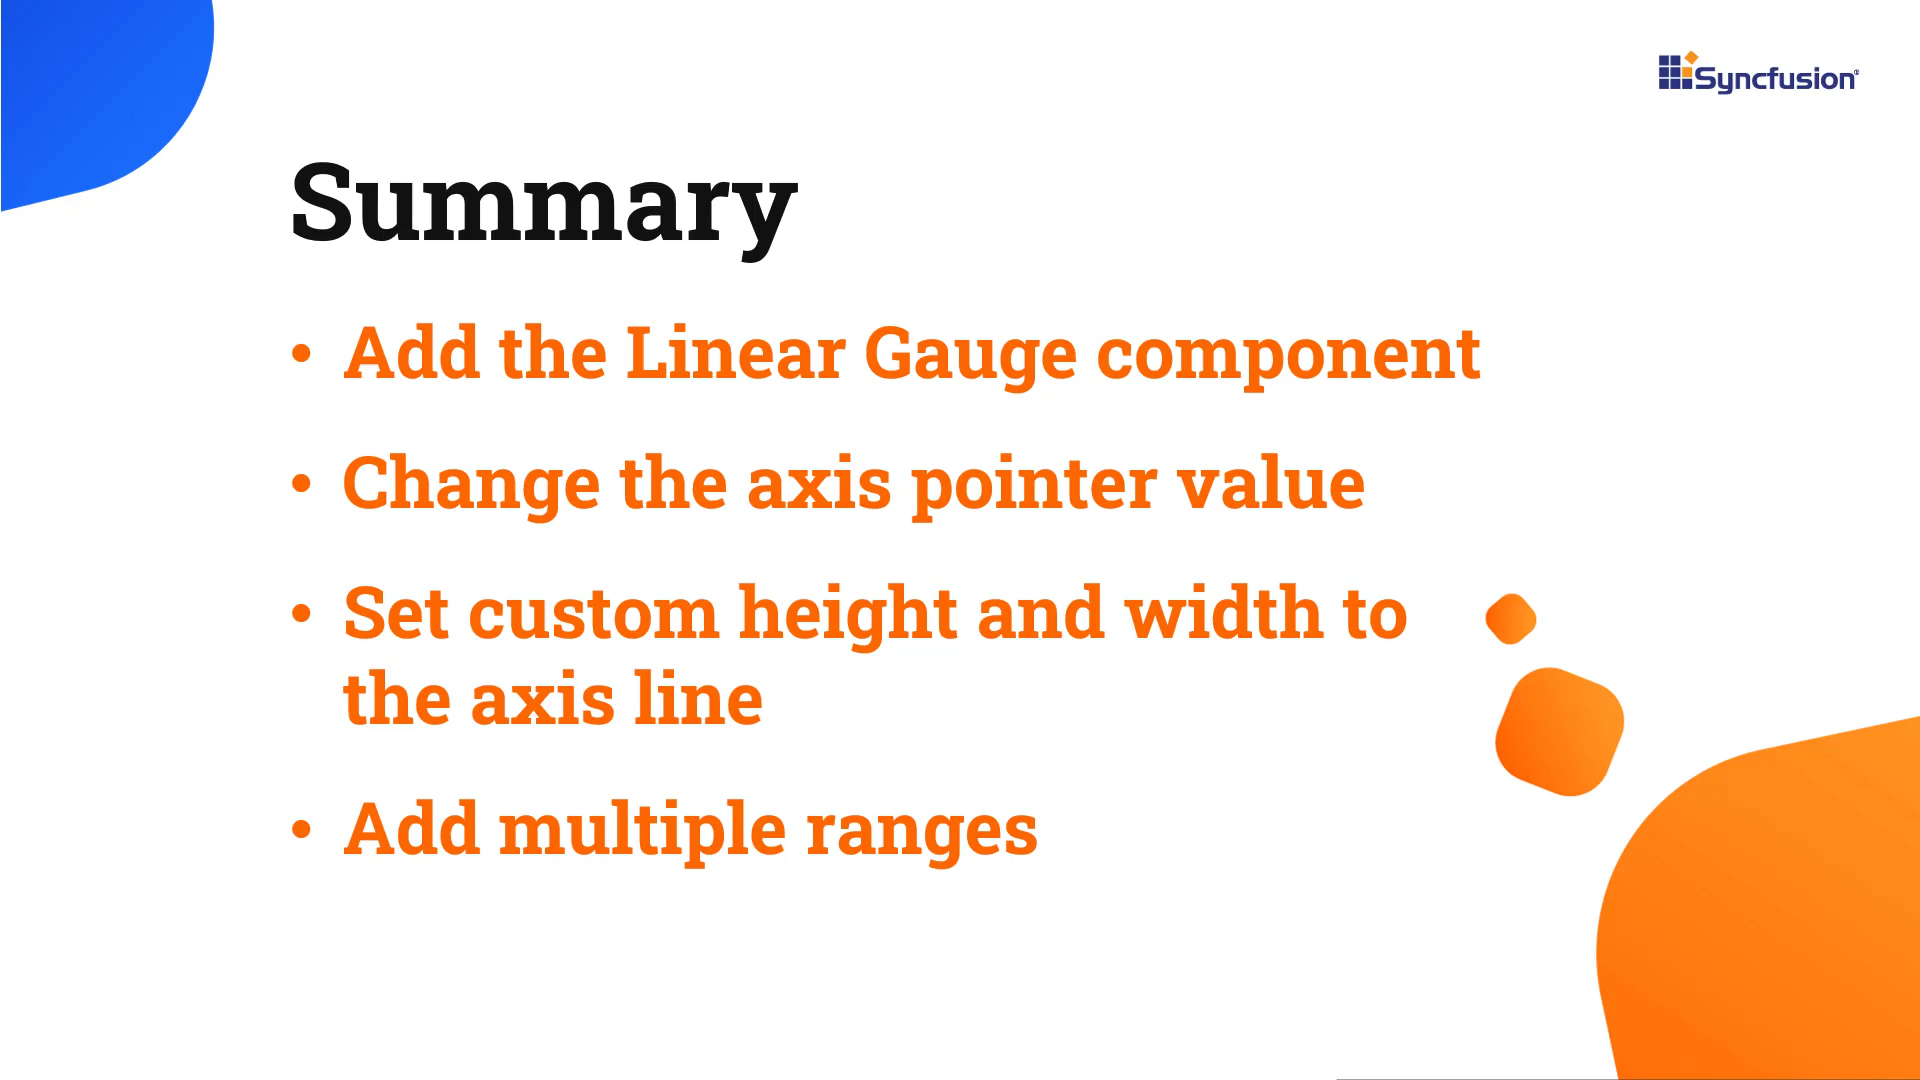 Syncfusion®
Summary
• Add the Linear Gauge component
• Change the axis pointer value
• Set custom height and width to
the axis line
• Add multiple ranges